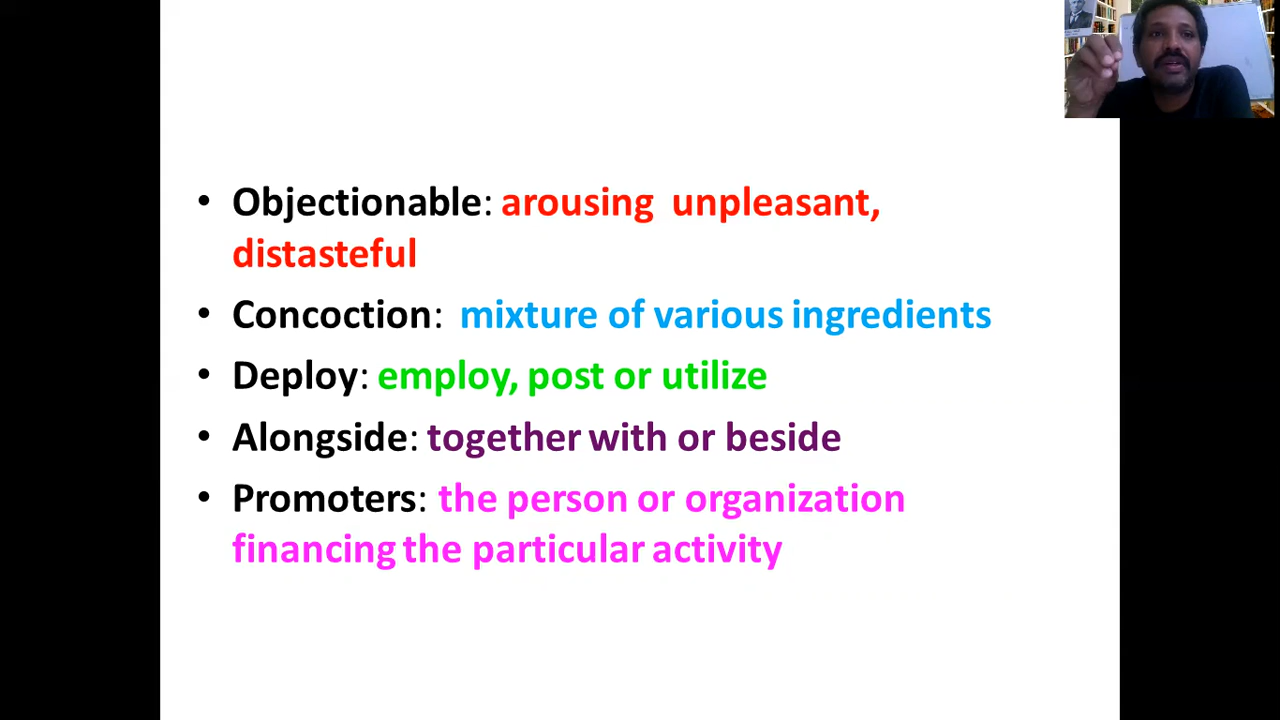 • Objectionable: arousing unpleasant,
distasteful
• Concoction: mixture of various ingredients
• Deploy: employ, post or utilize
• Alongside: together with or beside
• Promoters: the person or organization
financing the particular activity